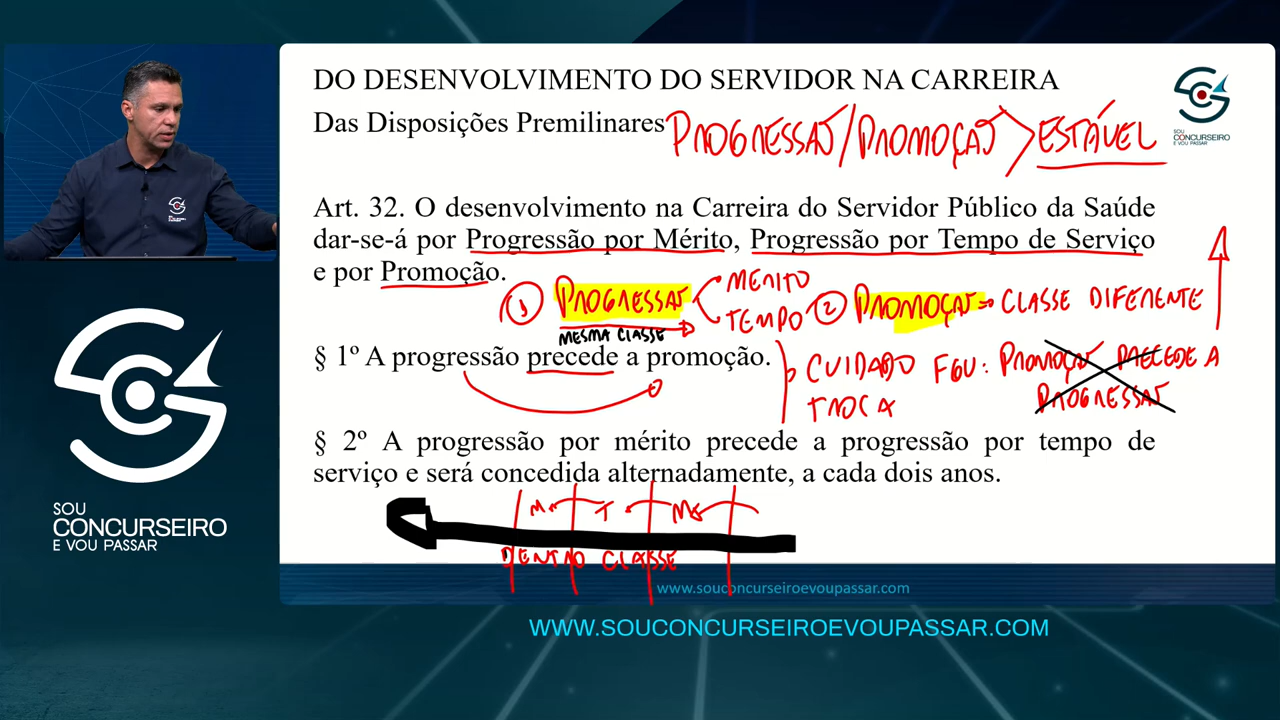 DO DESENVOLVIMENTO DO SERVIDOR NA CARREIRA
Das Disposições Premilinares
PROGRESSÃO/PROMOÇÃO > ESTÁVEL
SOU
CONCURSEIRO
E VOU PASSAR
Art. 32. O desenvolvimento na Carreira do Servidor Público da Saúde
dar-se-á por Progressão por Mérito, Progressão por Tempo de Serviço
e por Promoção.
1 PROGRESSÃO MÉRITO
TEMPO
MESMA CLASSE
2 PROMOÇÃO → CLASSE DIFERENTE
§ 1º A progressão precede a promoção.
CUIDADO FGV: PROMOÇÃO PRECEDE A
TROCA PROGRESSÃO
§ 2º A progressão por mérito precede a progressão por tempo de
serviço e será concedida alternadamente, a cada dois anos.
M T M
DENTRO CLASSE
www.souconcurseiroevoupassar.com
SOU
CONCURSEIRO
E VOU PASSAR
WWW.SOUCONCURSEIROEVOUPASSAR.COM